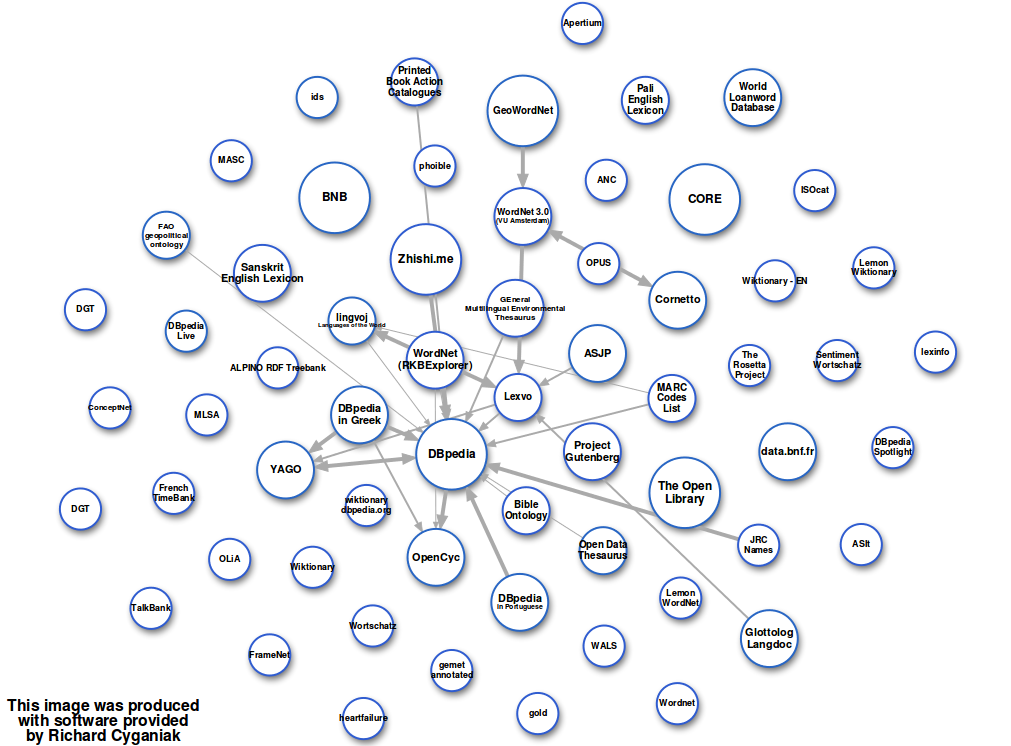 Apertium
Printed
Book Action
Catalogues
ids
GeoWordNet
Pali
English
Lexicon
World
Loanword
Database
MASC
phoible
BNB
ANC
CORE
ISOcat
WordNet 3.0
(VU Amsterdam)
FAO
geopolitical
ontology
Sanskrit
English Lexicon
Zhishi.me
OPUS
Lemon
Wiktionary
Wiktionary - EN
Cornetto
DGT
DBpedia
Live
lingvoj
Languages of the World
GEneral
Multilingual Environmental
Thesaurus
WordNet
(RKBExplorer)
ASJP
The
Rosetta
Project
Sentiment
Wortschatz
lexinfo
ALPINO RDF Treebank
Lexvo
MARC
Codes
List
ConceptNet
MLSA
DBpedia
in Greek
DBpedia
YAGO
Project
Gutenberg
data.bnf.fr
DBpedia
Spotlight
The Open
Library
French
TimeBank
DGT
wiktionary
dbpedia.org
Bible
Ontology
OLiA
Wiktionary
OpenCyc
Open Data
Thesaurus
JRC
Names
ASIt
TalkBank
DBpedia
in Portuguese
Lemon
WordNet
Wortschatz
Glottolog
Langdoc
FrameNet
WALS
gemet
annotated
heartfailure
gold
Wordnet
This image was produced
with software provided
by Richard Cyganiak